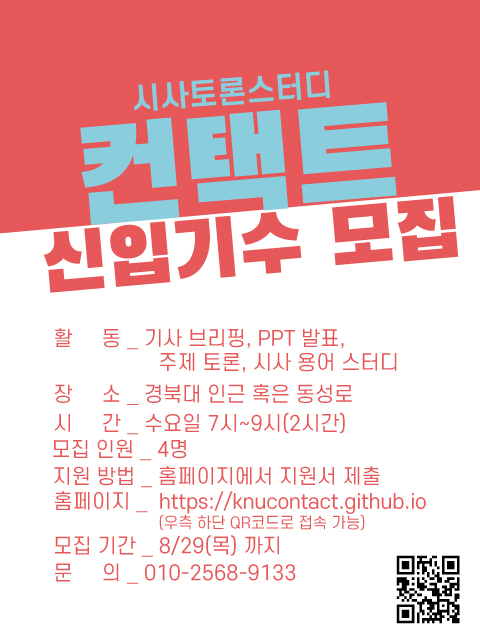 시사토론스터디
컨택트
신입기수 모집
활 동 _ 기사 브리핑, PPT 발표,
주제 토론, 시사 용어 스터디
장 소 _ 경북대 인근 혹은 동성로
시 간 _ 수요일 7시~9시(2시간)
모집 인원 _ 4명
지원 방법 _ 홈페이지에서 지원서 제출
홈페이지 _ https://knucontact.github.io
(우측 하단 QR코드로 접속 가능)
모집 기간 _ 8/29(목) 까지
문 의 _ 010-2568-9133